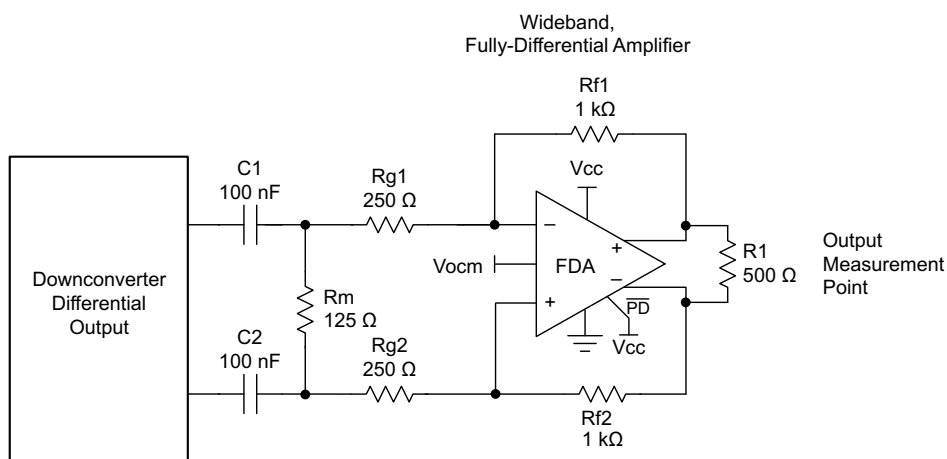 Wideband,
Fully-Differential Amplifier
Rf1
1 kΩ
C1
100 nF
Rg1
250 Ω
Vcc
Vocm
−
+
FDA
+
−
R1
500 Ω
Output
Measurement
Point
Downconverter
Differential
Output
Rm
125 Ω
PD
Vcc
C2
100 nF
Rg2
250 Ω
Rf2
1 kΩ